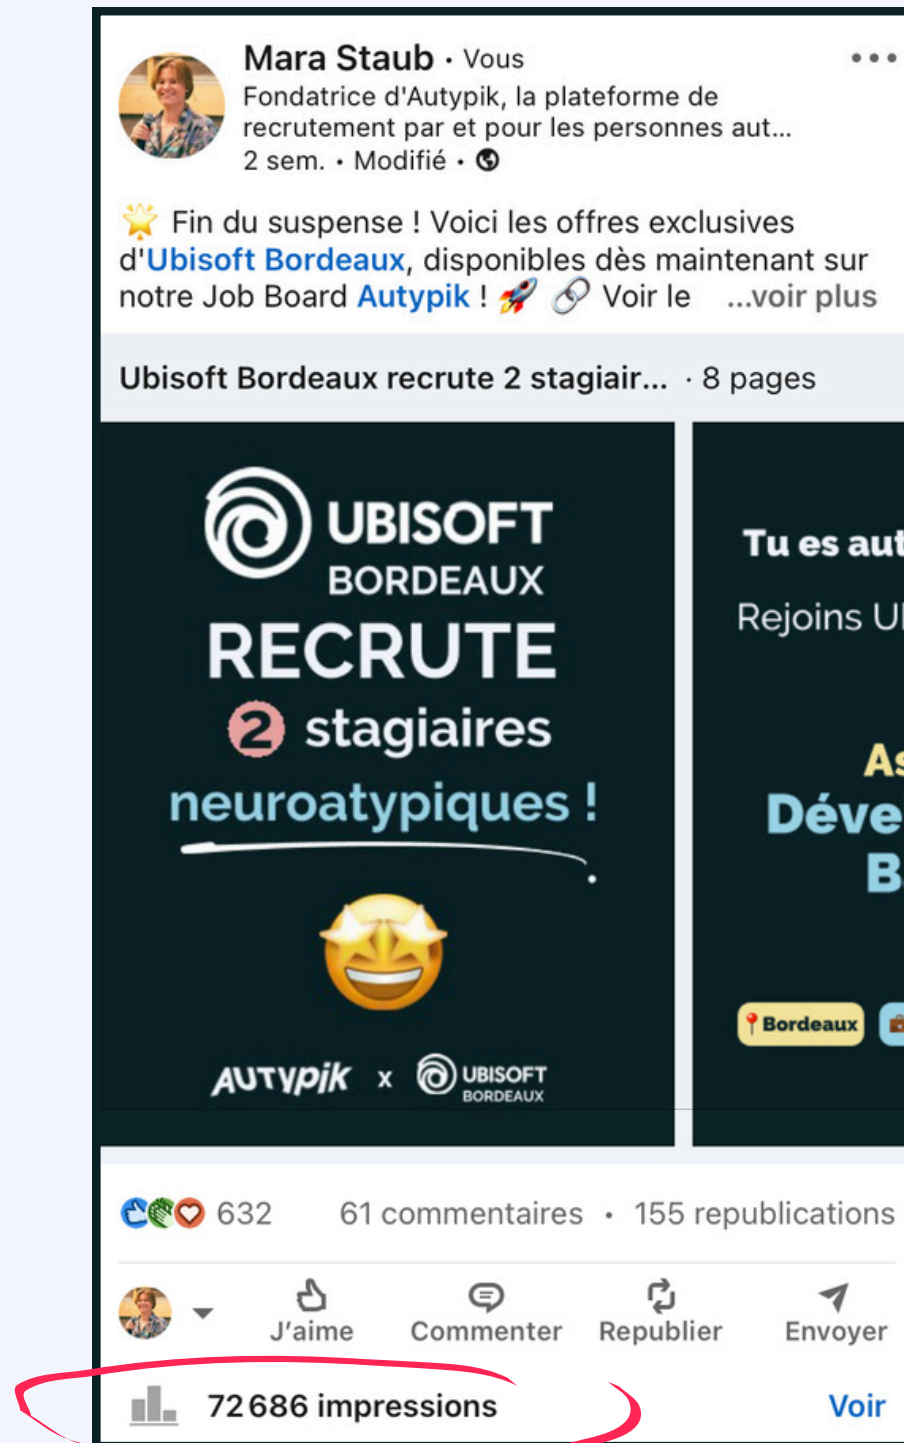 Mara Staub · Vous
Fondatrice d'Autypik, la plateforme de
recrutement par et pour les personnes aut...
2 sem. · Modifié ·
🌟 Fin du suspense ! Voici les offres exclusives
d'Ubisoft Bordeaux, disponibles dès maintenant sur
notre Job Board Autypik ! 🚀 🔗 Voir le ...voir plus
Ubisoft Bordeaux recrute 2 stagiair... · 8 pages
UBISOFT
BORDEAUX
RECRUTE
2 stagiaires
neuroatypiques !
AUTYPIK x UBISOFT
BORDEAUX
Tu es aut
Rejoins U
As
Déve
B
📍Bordeaux
632 61 commentaires · 155 republications
J'aime Commenter Republier Envoyer
72 686 impressions Voir